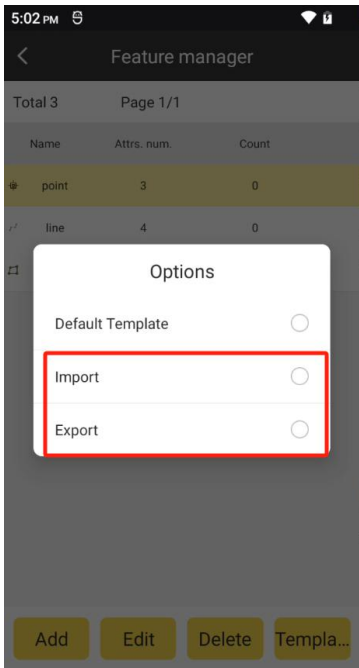 5:02 PM
Feature manager
Total 3 Page 1/1
Name Attrs. num. Count
point 3 0
line 4 0
Options
Default Template
Import
Export
Add Edit Delete Templa...